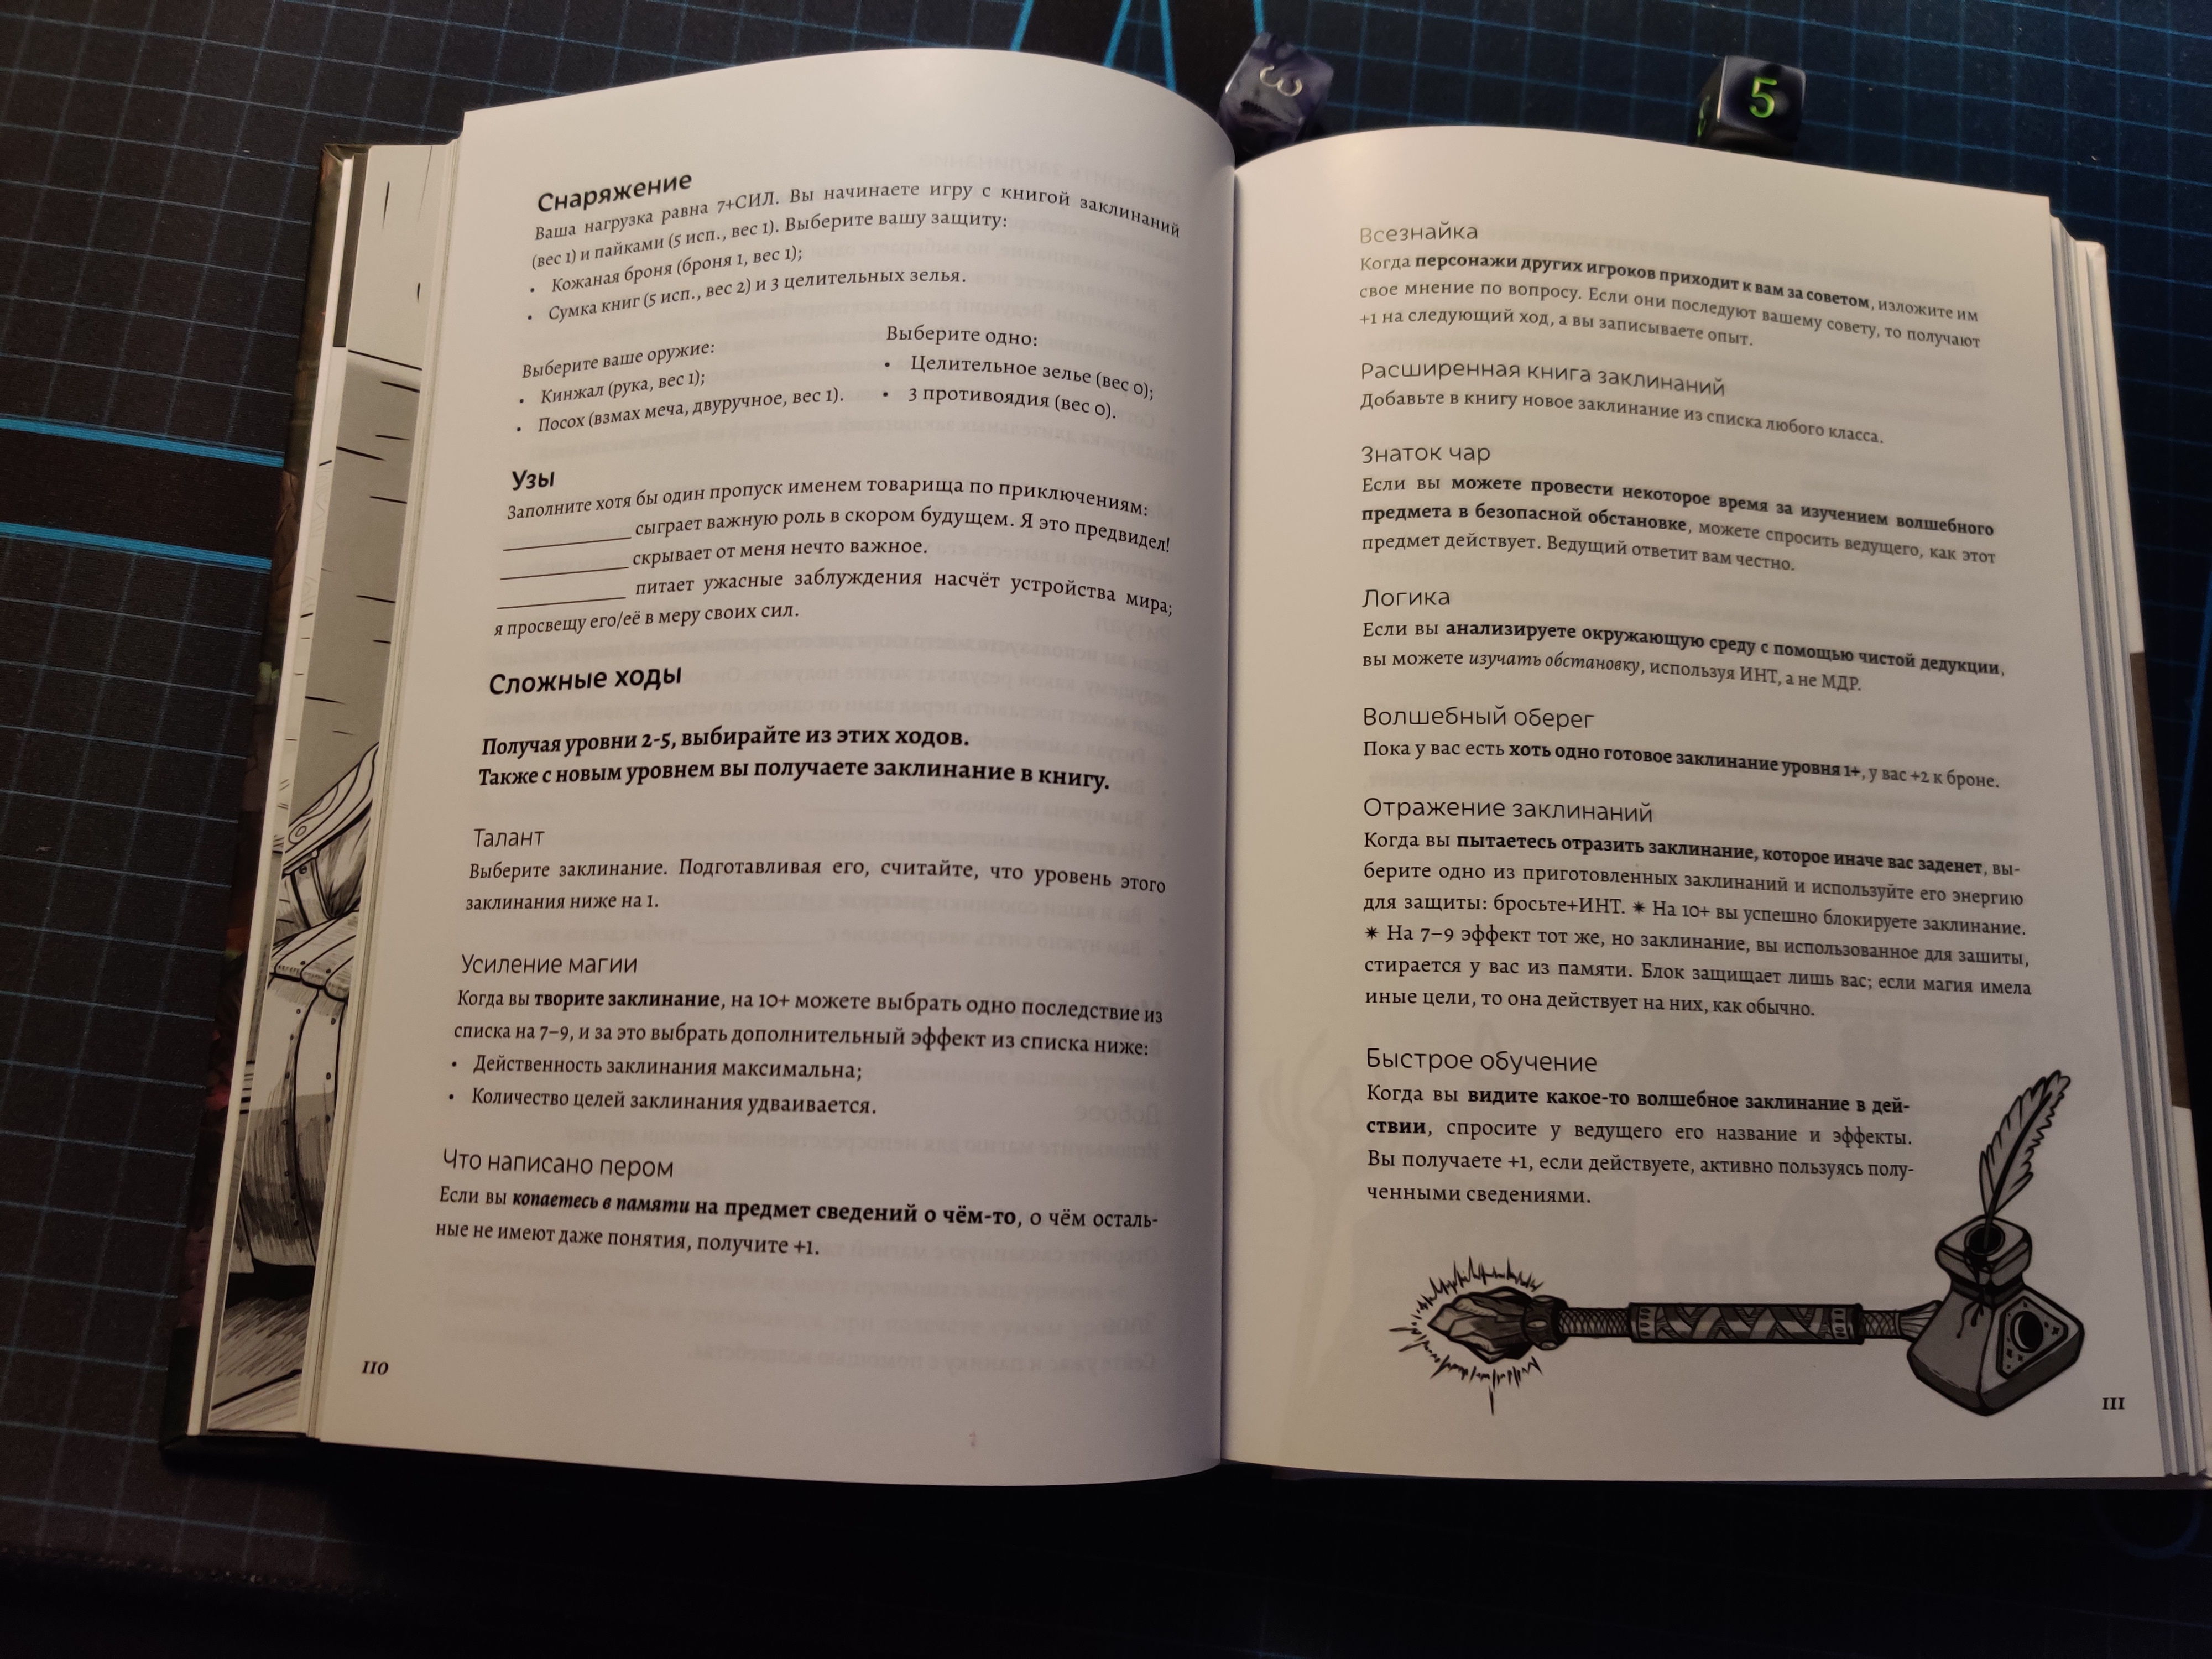 Снаряжение
Ваша нагрузка равна 7+СИЛ. Вы начинаете игру с книгой заклинаний
(вес 1) и пайками (5 исп., вес 1). Выберите вашу защиту:
• Кожаная броня (броня 1, вес 1);
• Сумка книг (5 исп., вес 2) и 3 целительных зелья.
Выберите ваше оружие:
• Кинжал (рука, вес 1);
• Посох (взмах меча, двуручное, вес 1).
Выберите одно:
• Целительное зелье (вес 0);
• 3 противоядия (вес 0).
Узы
Заполните хотя бы один пропуск именем товарища по приключениям:
____________ сыграет важную роль в скором будущем. Я это предвидел!
____________ скрывает от меня нечто важное.
____________ питает ужасные заблуждения насчёт устройства мира;
я просвещу его/её в меру своих сил.
Сложные ходы
Получая уровни 2-5, выбирайте из этих ходов.
Также с новым уровнем вы получаете заклинание в книгу.
Талант
Выберите заклинание. Подготавливая его, считайте, что уровень этого
заклинания ниже на 1.
Усиление магии
Когда вы творите заклинание, на 10+ можете выбрать одно последствие из
списка на 7–9, и за это выбрать дополнительный эффект из списка ниже:
• Действенность заклинания максимальна;
• Количество целей заклинания удваивается.
Что написано пером
Если вы копаетесь в памяти на предмет сведений о чём-то, о чём осталь-
ные не имеют даже понятия, получите +1.
110
Всезнайка
Когда персонажи других игроков приходит к вам за советом, изложите им
свое мнение по вопросу. Если они последуют вашему совету, то получают
+1 на следующий ход, а вы записываете опыт.
Расширенная книга заклинаний
Добавьте в книгу новое заклинание из списка любого класса.
Знаток чар
Если вы можете провести некоторое время за изучением волшебного
предмета в безопасной обстановке, можете спросить ведущего, как этот
предмет действует. Ведущий ответит вам честно.
Логика
Если вы анализируете окружающую среду с помощью чистой дедукции,
вы можете изучать обстановку, используя ИНТ, а не МДР.
Волшебный оберег
Пока у вас есть хоть одно готовое заклинание уровня 1+, у вас +2 к броне.
Отражение заклинаний
Когда вы пытаетесь отразить заклинание, которое иначе вас заденет, вы-
берите одно из приготовленных заклинаний и используйте его энергию
для защиты: бросьте+ИНТ. ✷ На 10+ вы успешно блокируете заклинание.
✷ На 7–9 эффект тот же, но заклинание, вы использованное для зашиты,
стирается у вас из памяти. Блок защищает лишь вас; если магия имела
иные цели, то она действует на них, как обычно.
Быстрое обучение
Когда вы видите какое-то волшебное заклинание в дей-
ствии, спросите у ведущего его название и эффекты.
Вы получаете +1, если действуете, активно пользуясь полу-
ченными сведениями.
111
3
5